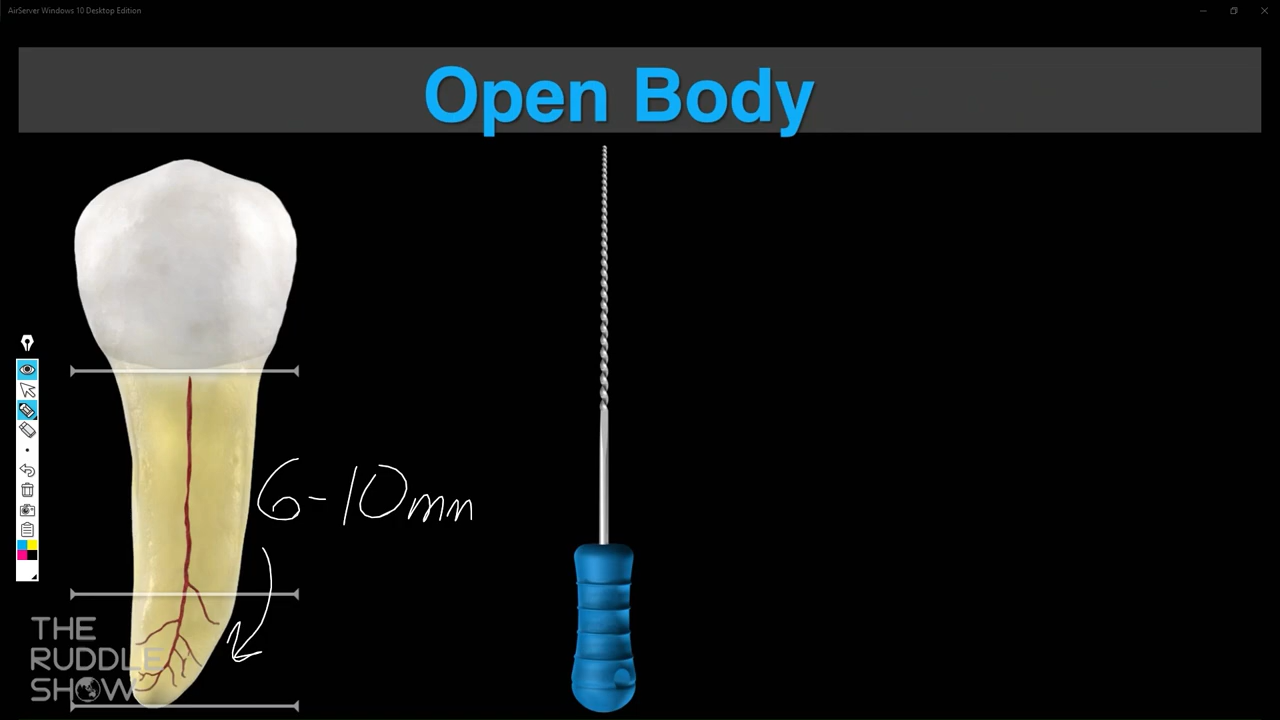 AirServer Windows 10 Desktop Edition
Open Body
6-10mm
THE
RUDDLE
SHOW